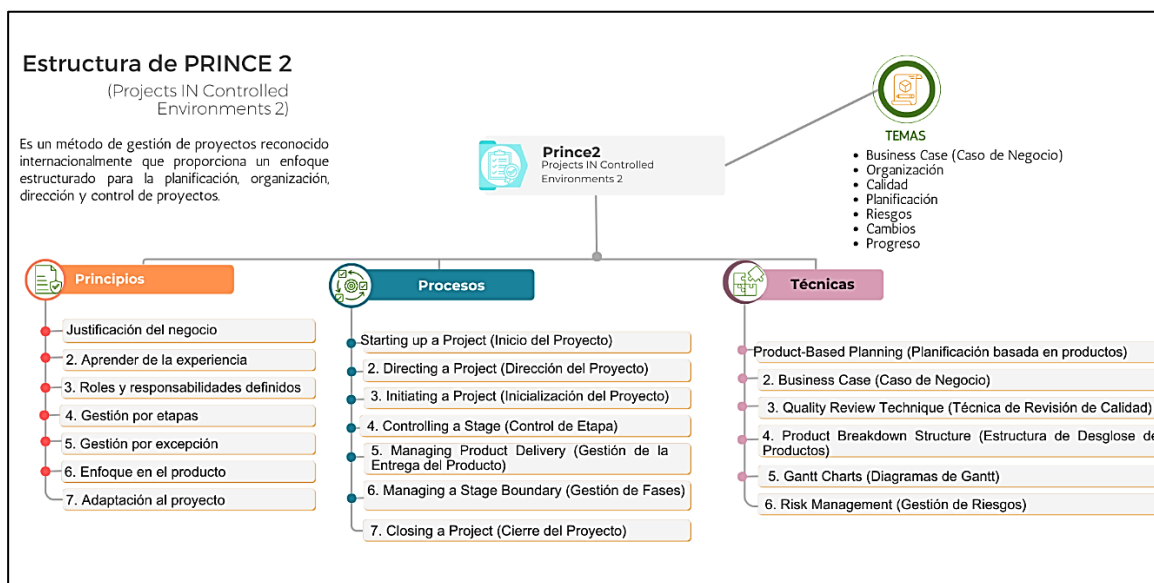 Estructura de PRINCE 2
(Projects IN Controlled
Environments 2)
Es un método de gestión de proyectos reconocido
internacionalmente que proporciona un enfoque
estructurado para la planificación, organización,
dirección y control de proyectos.
Prince2
Projects IN Controlled
Environments 2
TEMAS
• Business Case (Caso de Negocio)
• Organización
• Calidad
• Planificación
• Riesgos
• Cambios
• Progreso
Principios
Justificación del negocio
2. Aprender de la experiencia
3. Roles y responsabilidades definidos
4. Gestión por etapas
5. Gestión por excepción
6. Enfoque en el producto
7. Adaptación al proyecto
Procesos
Starting up a Project (Inicio del Proyecto)
2. Directing a Project (Dirección del Proyecto)
3. Initiating a Project (Inicialización del Proyecto)
4. Controlling a Stage (Control de Etapa)
5. Managing Product Delivery (Gestión de la
Entrega del Producto)
6. Managing a Stage Boundary (Gestión de Fases)
7. Closing a Project (Cierre del Proyecto)
Técnicas
Product-Based Planning (Planificación basada en productos)
2. Business Case (Caso de Negocio)
3. Quality Review Technique (Técnica de Revisión de Calidad)
4. Product Breakdown Structure (Estructura de Desglose de
Productos)
5. Gantt Charts (Diagramas de Gantt)
6. Risk Management (Gestión de Riesgos)